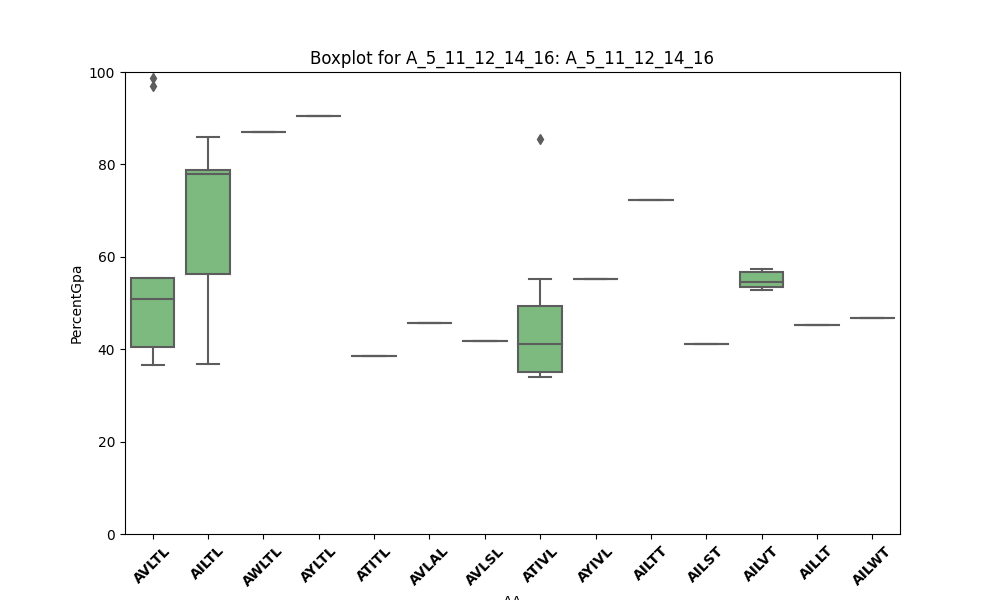 Boxplot for A_5_11_12_14_16: A_5_11_12_14_16
100
80
60
40
20
0
PercentGpa
AVLTL
AILTL
AWLTL
AYLTL
ATITL
AVLAL
AVLSL
ATIVL
AYIVL
AILTT
AILST
AILVT
AILLT
AILWT
AA